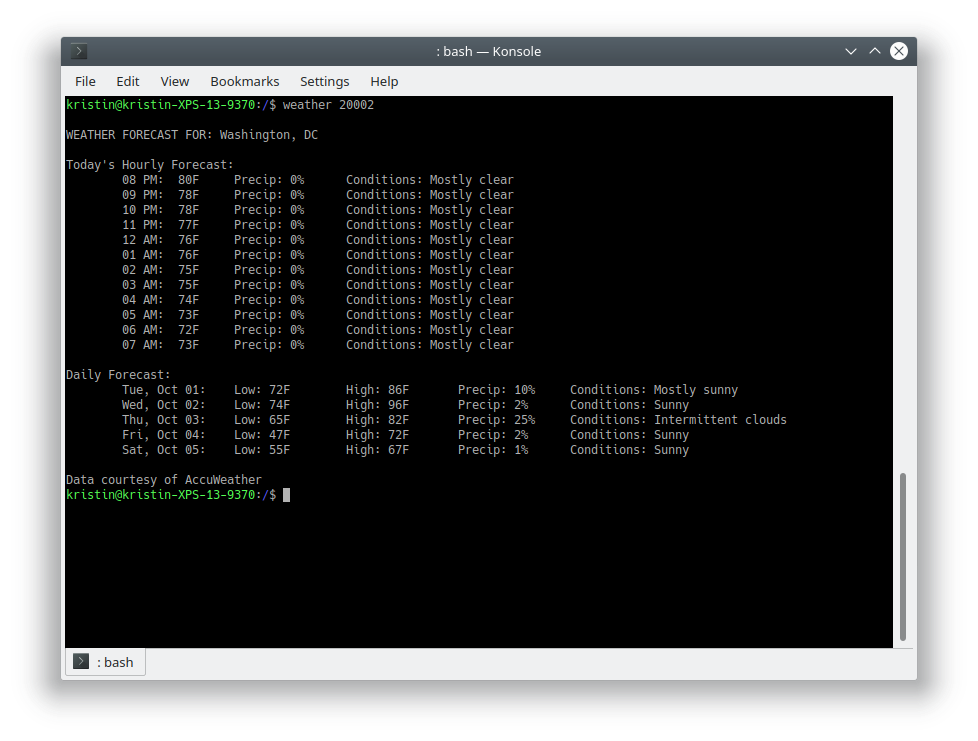 : bash — Konsole
File Edit View Bookmarks Settings Help
kristin@kristin-XPS-13-9370:/$ weather 20002
WEATHER FORECAST FOR: Washington, DC
Today's Hourly Forecast:
08 PM: 80F Precip: 0% Conditions: Mostly clear
09 PM: 78F Precip: 0% Conditions: Mostly clear
10 PM: 78F Precip: 0% Conditions: Mostly clear
11 PM: 77F Precip: 0% Conditions: Mostly clear
12 AM: 76F Precip: 0% Conditions: Mostly clear
01 AM: 76F Precip: 0% Conditions: Mostly clear
02 AM: 75F Precip: 0% Conditions: Mostly clear
03 AM: 75F Precip: 0% Conditions: Mostly clear
04 AM: 74F Precip: 0% Conditions: Mostly clear
05 AM: 73F Precip: 0% Conditions: Mostly clear
06 AM: 72F Precip: 0% Conditions: Mostly clear
07 AM: 73F Precip: 0% Conditions: Mostly clear
Daily Forecast:
Tue, Oct 01: Low: 72F High: 86F Precip: 10% Conditions: Mostly sunny
Wed, Oct 02: Low: 74F High: 96F Precip: 2% Conditions: Sunny
Thu, Oct 03: Low: 65F High: 82F Precip: 25% Conditions: Intermittent clouds
Fri, Oct 04: Low: 47F High: 72F Precip: 2% Conditions: Sunny
Sat, Oct 05: Low: 55F High: 67F Precip: 1% Conditions: Sunny
Data courtesy of AccuWeather
kristin@kristin-XPS-13-9370:/$
: bash